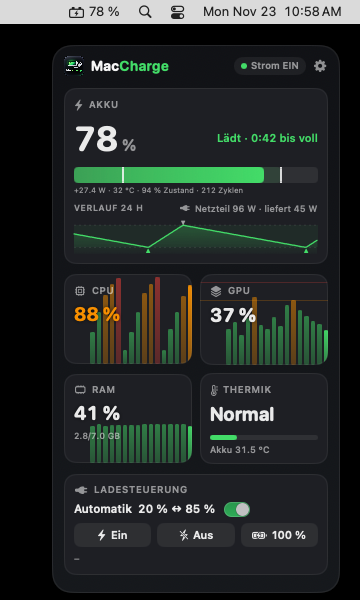 78 % Mon Nov 23 10:58 AM
MacCharge Strom EIN
AKKU
78 % Lädt · 0:42 bis voll
+27.4 W · 32 °C · 94 % Zustand · 212 Zyklen
VERLAUF 24 H Netzteil 96 W · liefert 45 W
CPU
88 %
GPU
37 %
RAM
41 %
2.8/7.0 GB
THERMIK
Normal
Akku 31.5 °C
LADESTEUERUNG
Automatik 20 % ↔ 85 %
Ein Aus 100 %
–